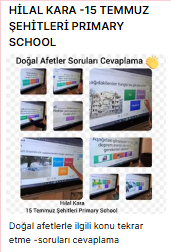 HİLAL KARA -15 TEMMUZ
ŞEHİTLERİ PRIMARY
SCHOOL
Doğal Afetler Soruları Cevaplama 👏
Hilal Kara
15 Temmuz Şehitleri Primary School
Doğal afetlerle ilgili konu tekrar
etme -soruları cevaplama